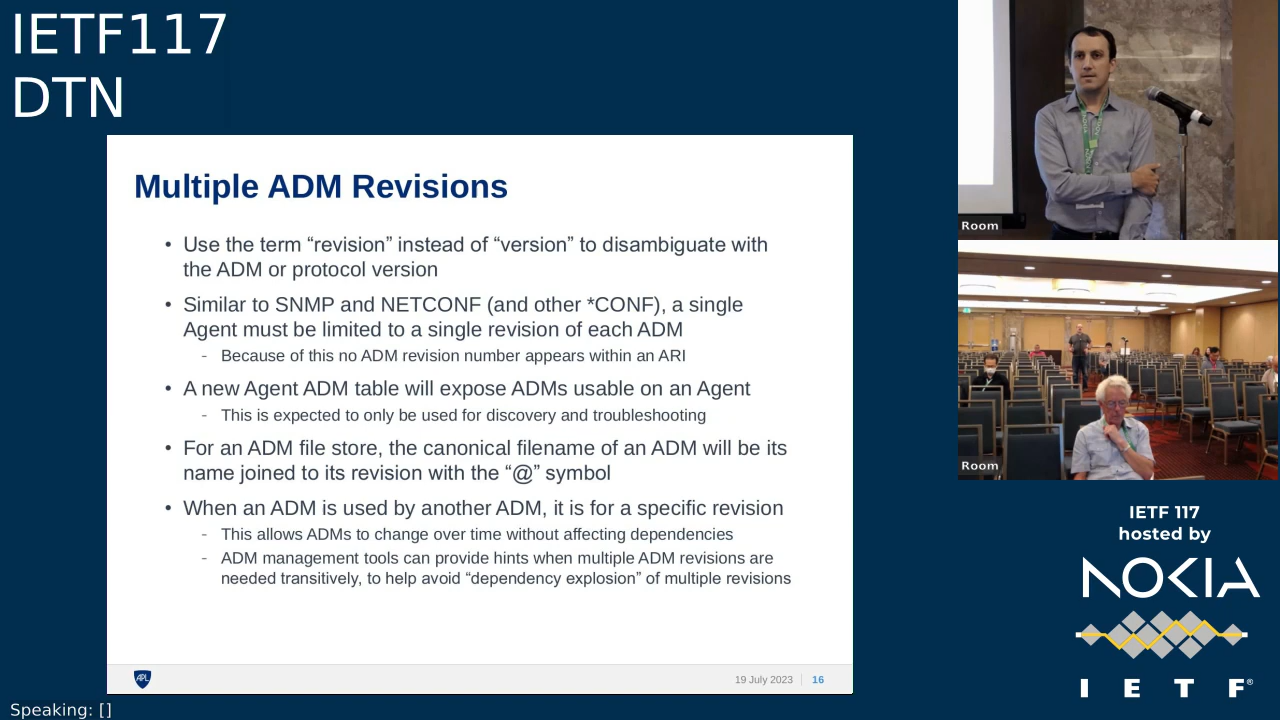 IETF117
DTN
Multiple ADM Revisions
• Use the term “revision” instead of “version” to disambiguate with
the ADM or protocol version
• Similar to SNMP and NETCONF (and other *CONF), a single
Agent must be limited to a single revision of each ADM
- Because of this no ADM revision number appears within an ARI
• A new Agent ADM table will expose ADMs usable on an Agent
- This is expected to only be used for discovery and troubleshooting
• For an ADM file store, the canonical filename of an ADM will be its
name joined to its revision with the “@” symbol
• When an ADM is used by another ADM, it is for a specific revision
- This allows ADMs to change over time without affecting dependencies
- ADM management tools can provide hints when multiple ADM revisions are
needed transitively, to help avoid “dependency explosion” of multiple revisions
APL
19 July 2023
16
Room
Room
IETF 117
hosted by
NOKIA
I E T F®
Speaking: []